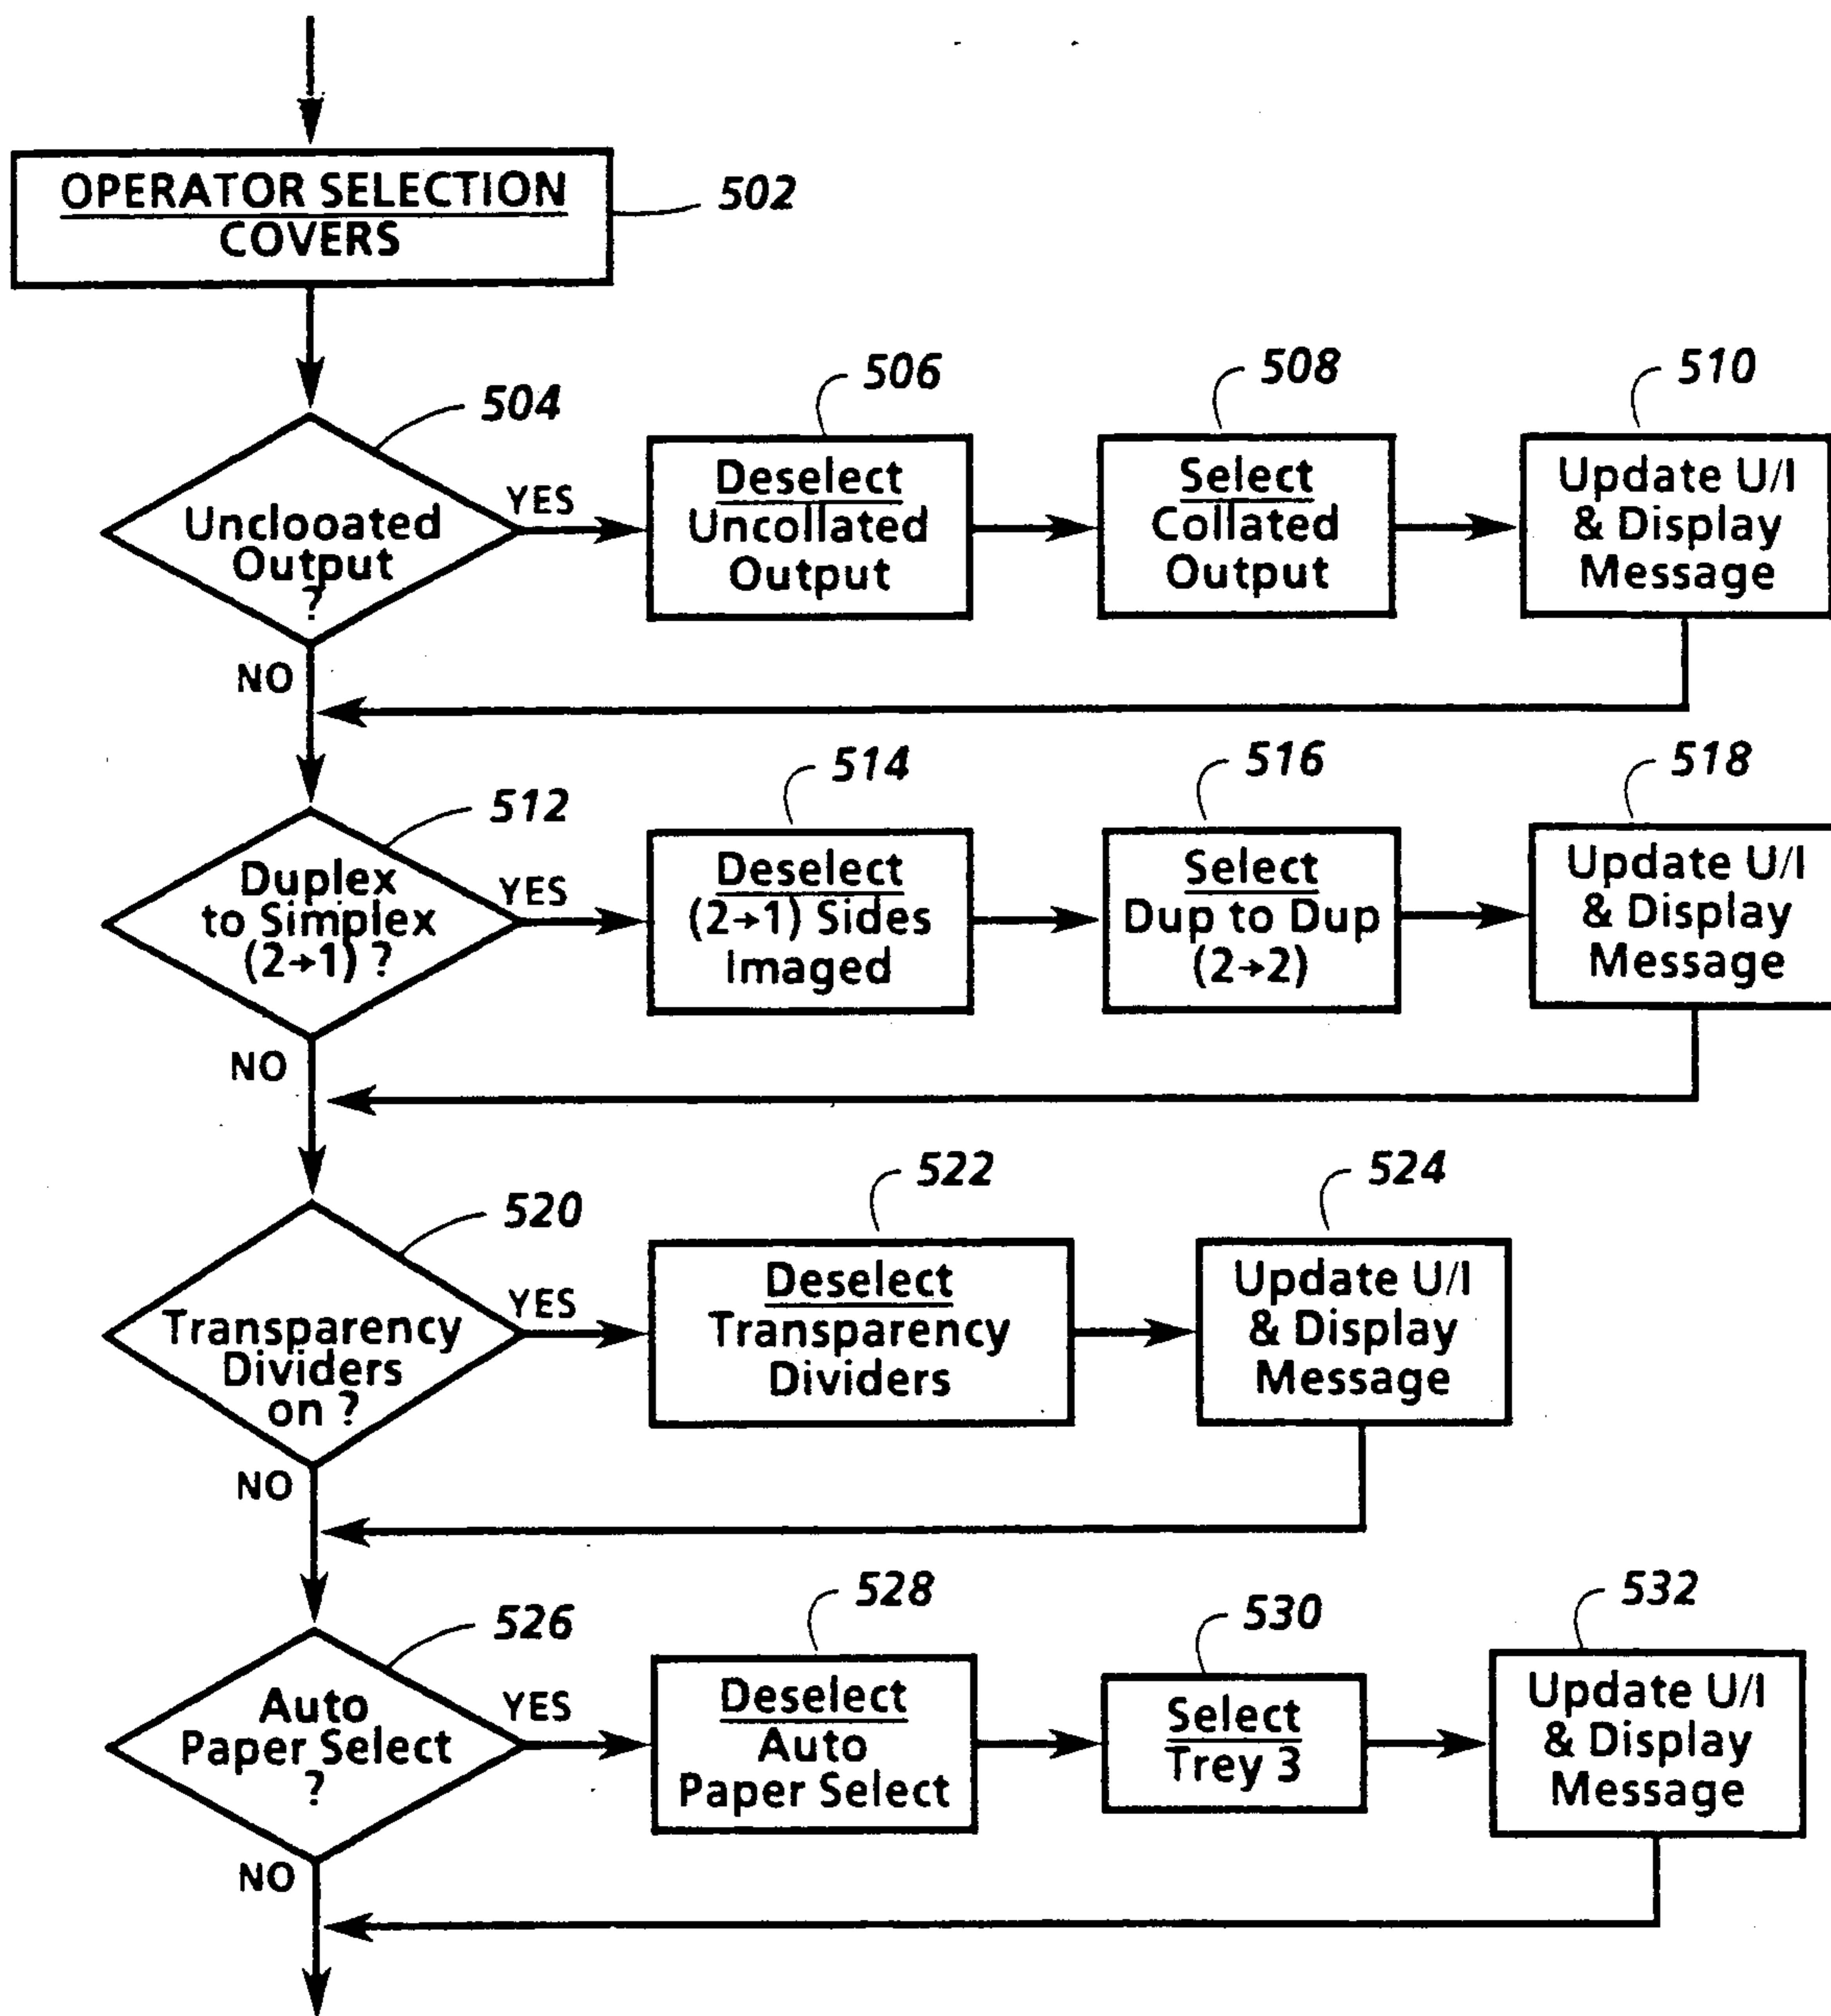 OPERATOR SELECTION
COVERS
502
504
Unclooated
Output
?
YES
NO
506
Deselect
Uncollated
Output
508
Select
Collated
Output
510
Update U/I
& Display
Message
512
Duplex
to Simplex
(2→1) ?
YES
NO
514
Deselect
(2→1) Sides
Imaged
516
Select
Dup to Dup
(2→2)
518
Update U/I
& Display
Message
520
Transparency
Dividers
on ?
YES
NO
522
Deselect
Transparency
Dividers
524
Update U/I
& Display
Message
526
Auto
Paper Select
?
YES
NO
528
Deselect
Auto
Paper Select
530
Select
Trey 3
532
Update U/I
& Display
Message